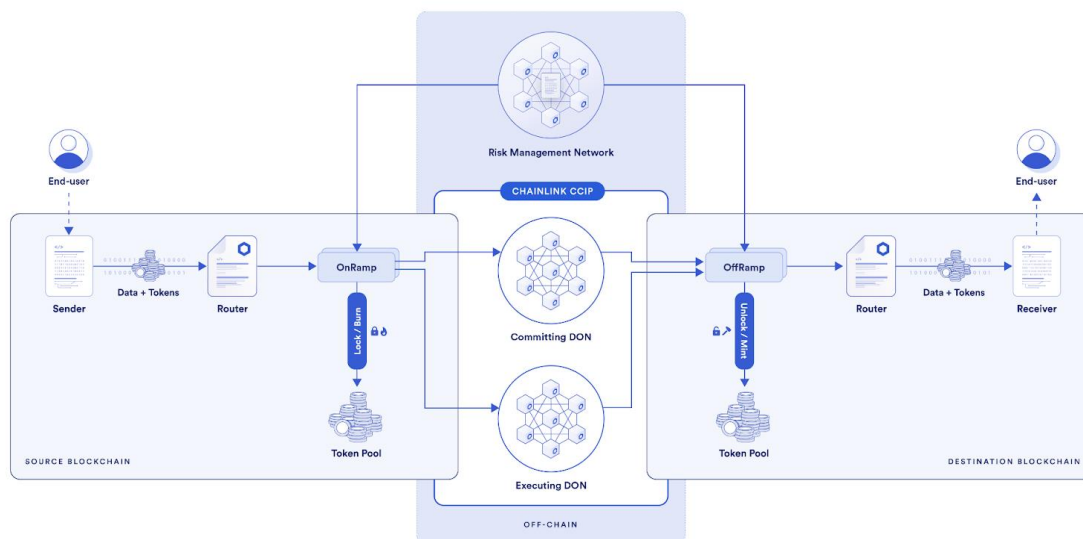 Risk Management Network
End-user
End-user
CHAINLINK CCIP
</>
Sender
Data + Tokens
Router
OnRamp
Lock / Burn
Token Pool
Committing DON
Executing DON
OffRamp
Unlock / Mint
Token Pool
Router
Data + Tokens
</>
Receiver
SOURCE BLOCKCHAIN
DESTINATION BLOCKCHAIN
OFF-CHAIN